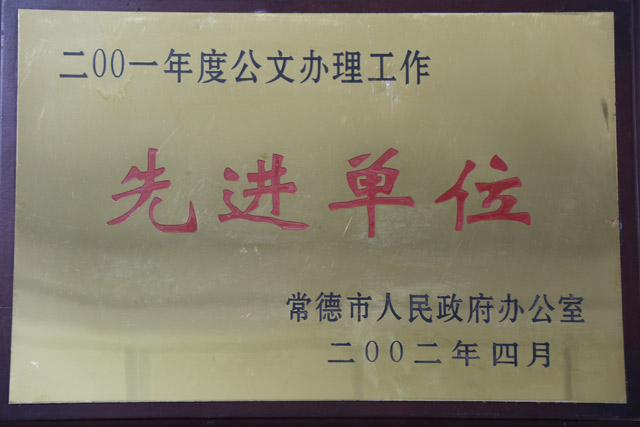 二00一年度公文办理工作
先进单位
常德市人民政府办公室
二00二年四月